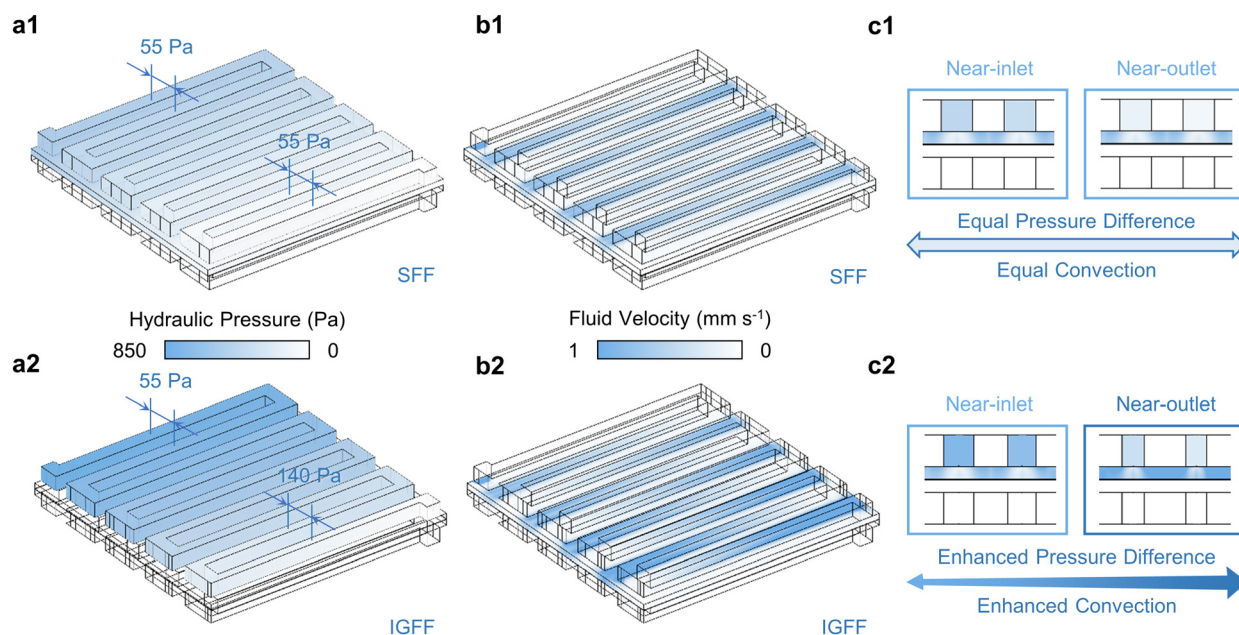 a1
55 Pa
55 Pa
SFF
b1
SFF
c1
Near-inlet
Near-outlet
Equal Pressure Difference
Equal Convection
Hydraulic Pressure (Pa)
850
0
Fluid Velocity (mm s⁻¹)
1
0
a2
55 Pa
140 Pa
IGFF
b2
IGFF
c2
Near-inlet
Near-outlet
Enhanced Pressure Difference
Enhanced Convection